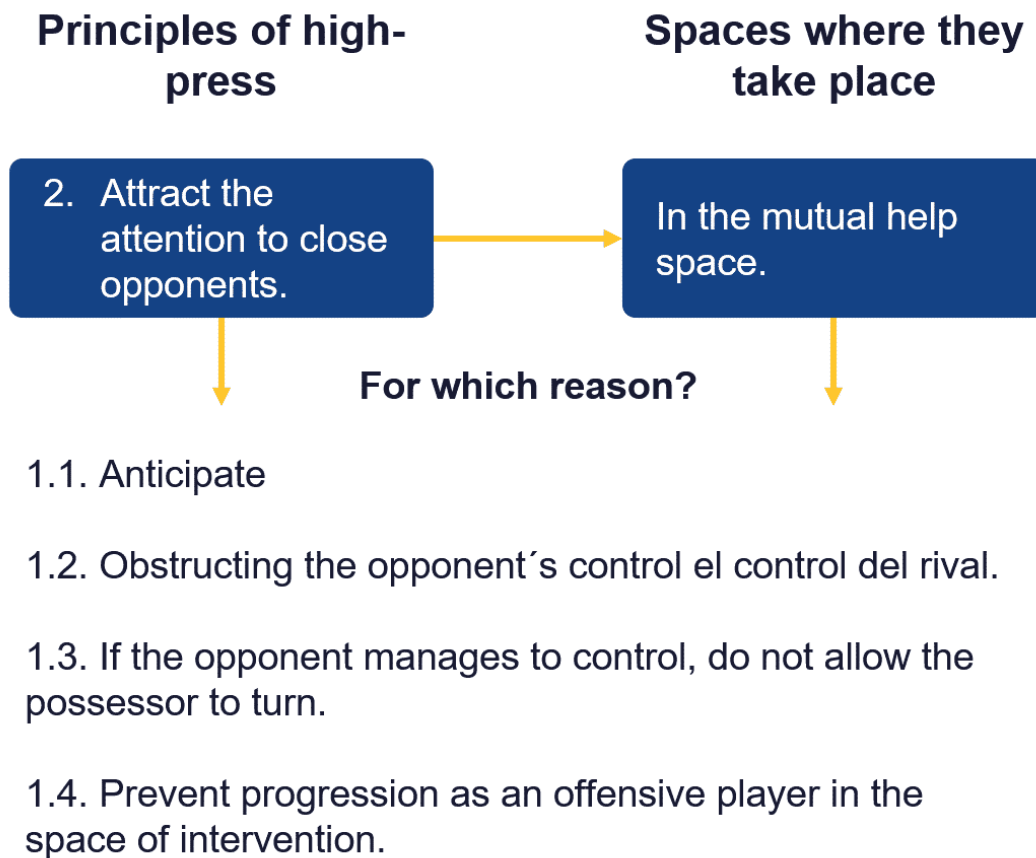 Principles of high-
press
Spaces where they
take place
2. Attract the
attention to close
opponents.
In the mutual help
space.
For which reason?
1.1. Anticipate
1.2. Obstructing the opponent´s control el control del rival.
1.3. If the opponent manages to control, do not allow the
possessor to turn.
1.4. Prevent progression as an offensive player in the
space of intervention.